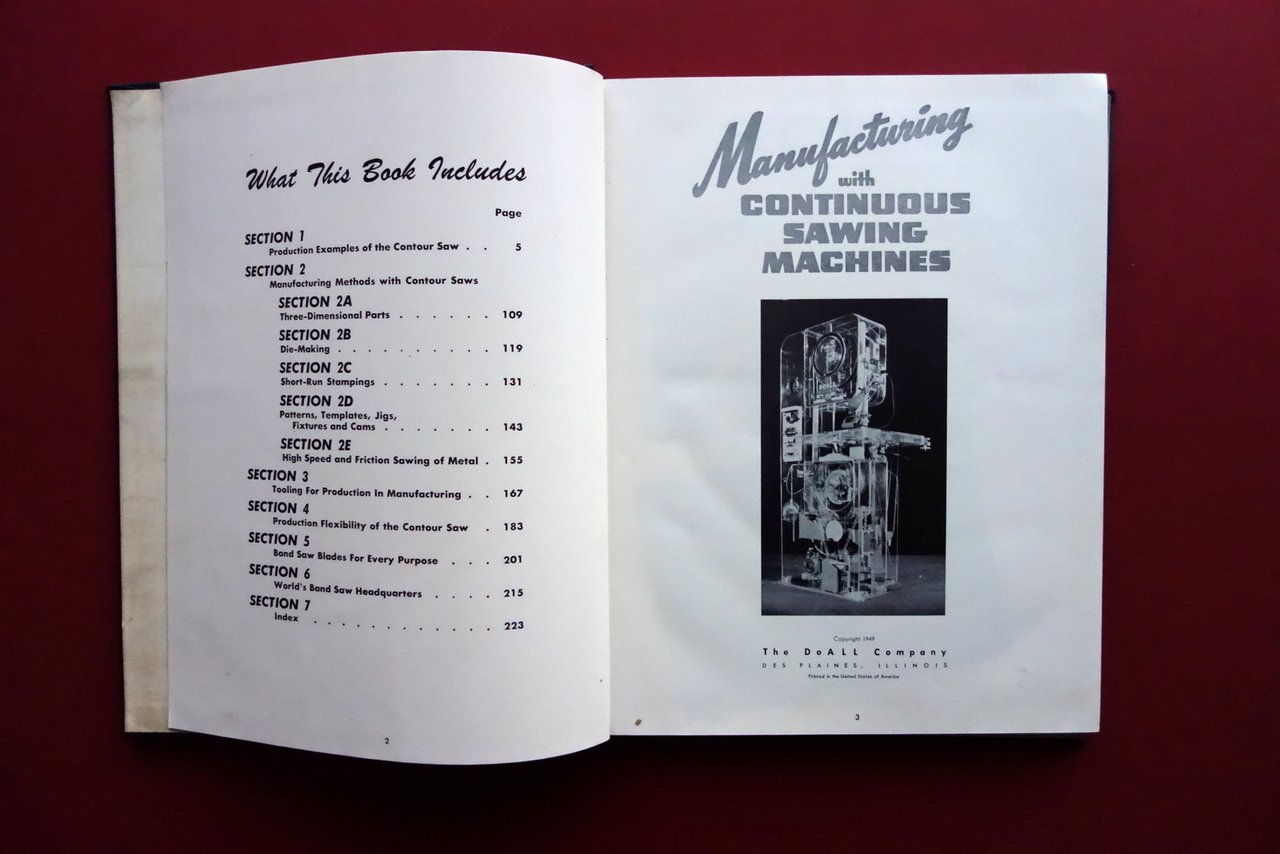 What This Book Includes
Page
SECTION 1
Production Examples of the Contour Saw . . 5
SECTION 2
Manufacturing Methods with Contour Saws
SECTION 2A
Three-Dimensional Parts . . . . . . 109
SECTION 2B
Die-Making . . . . . . . . . . 119
SECTION 2C
Short-Run Stampings . . . . . . . 131
SECTION 2D
Patterns, Templates, Jigs,
Fixtures and Cams . . . . . . . 143
SECTION 2E
High Speed and Friction Sawing of Metal . 155
SECTION 3
Tooling For Production In Manufacturing . . 167
SECTION 4
Production Flexibility of the Contour Saw . 183
SECTION 5
Band Saw Blades For Every Purpose . . . 201
SECTION 6
World's Band Saw Headquarters . . . . 215
SECTION 7
Index . . . . . . . . . . . . . 223
2
Manufacturing
with
CONTINUOUS
SAWING
MACHINES
DoALL
Copyright 1949
The DoALL Company
DES PLAINES, ILLINOIS
Printed in the United States of America
3